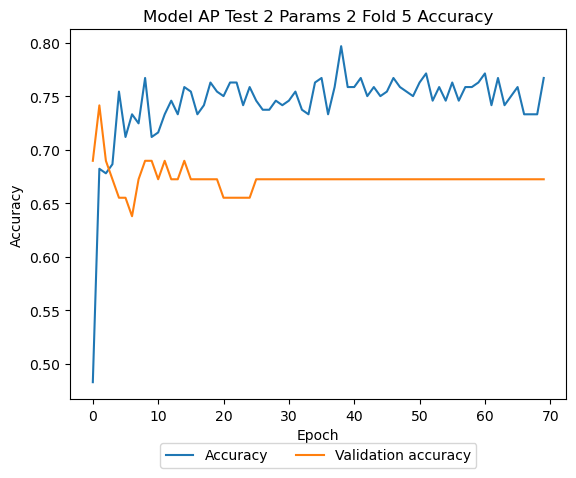 Model AP Test 2 Params 2 Fold 5 Accuracy
0.80
0.75
0.70
0.65
0.60
0.55
0.50
Accuracy
0 10 20 30 40 50 60 70
Epoch
Accuracy Validation accuracy